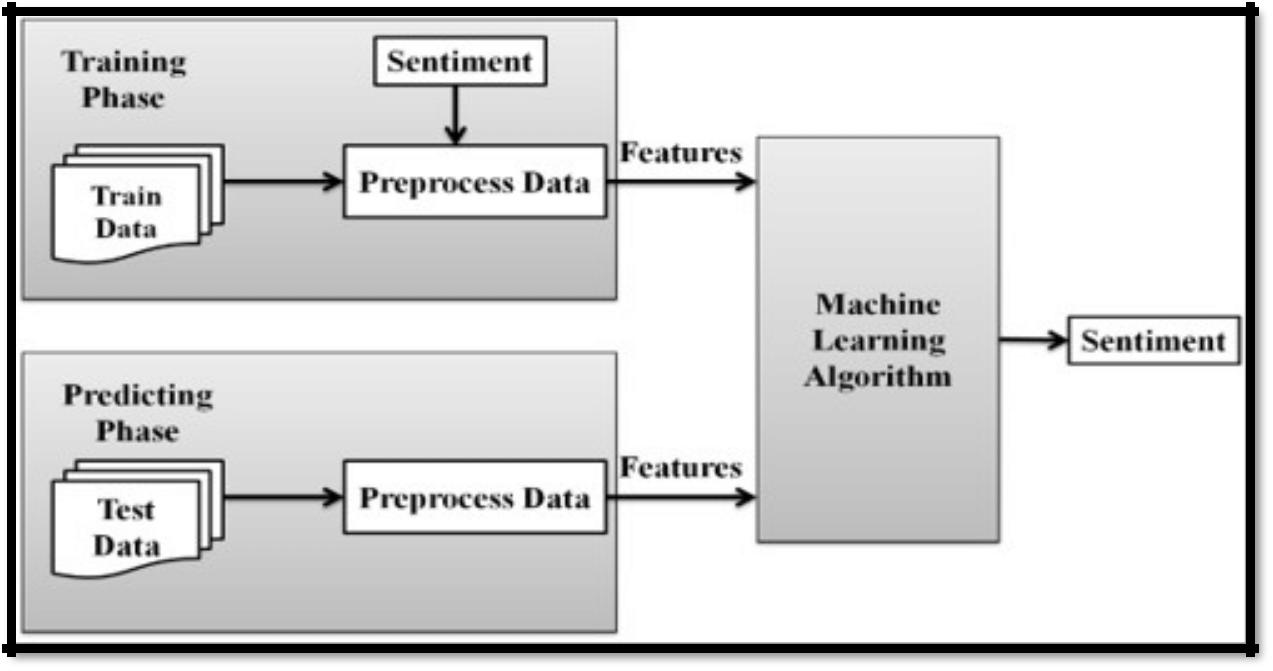 Training
Phase
Sentiment
Train
Data
Preprocess Data
Features
Predicting
Phase
Test
Data
Preprocess Data
Features
Machine
Learning
Algorithm
Sentiment